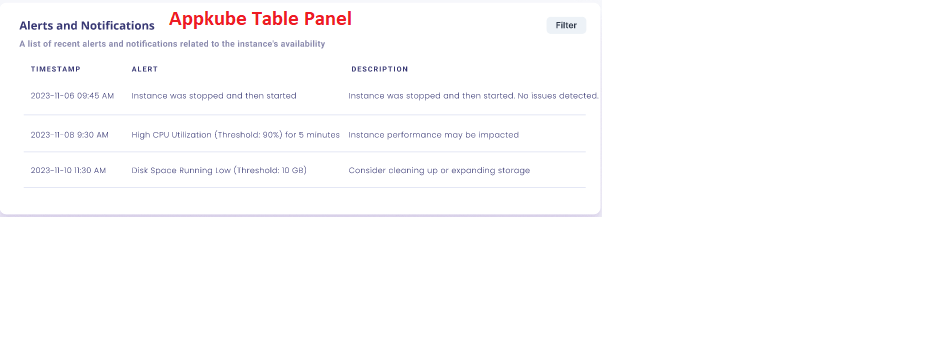 Alerts and Notifications Appkube Table Panel Filter
A list of recent alerts and notifications related to the instance's availability
TIMESTAMP ALERT DESCRIPTION
2023-11-06 09:45 AM Instance was stopped and then started Instance was stopped and then started. No issues detected.
2023-11-08 9:30 AM High CPU Utilization (Threshold: 90%) for 5 minutes Instance performance may be impacted
2023-11-10 11:30 AM Disk Space Running Low (Threshold: 10 GB) Consider cleaning up or expanding storage